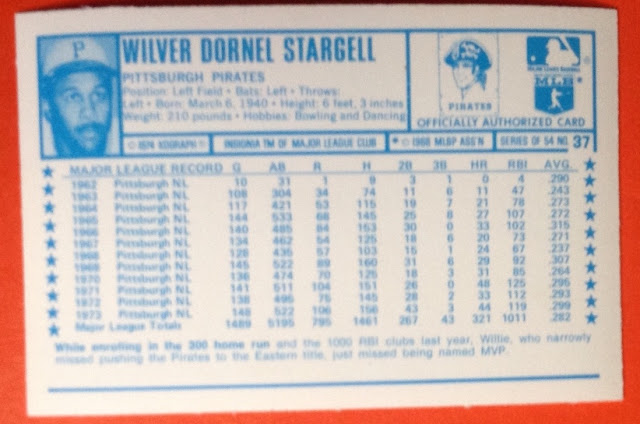 WILVER DORNEL STARGELL
PITTSBURGH PIRATES
Position: Left Field • Bats: Left • Throws:
Left • Born: March 6, 1940 • Height: 6 feet, 3 inches
Weight: 210 pounds • Hobbies: Bowling and Dancing
P
P
PIRATES
MAJOR LEAGUE BASEBALL
MLB
OFFICIALLY AUTHORIZED CARD
© 1974 XOGRAPH ®
INSIGNIA TM OF MAJOR LEAGUE CLUB
© 1968 MLBP ASS'N
SERIES OF 54 NO. 37
MAJOR LEAGUE RECORD G AB R H 2B 3B HR RBI AVG.
1962 Pittsburgh NL 10 31 1 9 3 1 0 4 .290
1963 Pittsburgh NL 108 304 34 74 11 6 11 47 .243
1964 Pittsburgh NL 117 421 53 115 19 7 21 78 .273
1965 Pittsburgh NL 144 533 68 145 25 8 27 107 .272
1966 Pittsburgh NL 140 485 84 153 30 0 33 102 .315
1967 Pittsburgh NL 134 462 54 125 18 6 20 73 .271
1968 Pittsburgh NL 128 435 57 103 15 1 24 67 .237
1969 Pittsburgh NL 145 522 89 160 31 6 29 92 .307
1970 Pittsburgh NL 136 474 70 125 18 3 31 85 .264
1971 Pittsburgh NL 141 511 104 151 26 0 48 125 .295
1972 Pittsburgh NL 138 495 75 145 28 2 33 112 .293
1973 Pittsburgh NL 148 522 106 156 43 3 44 119 .299
Major League Totals 1489 5195 795 1461 267 43 321 1011 .282
While enrolling in the 300 home run and the 1000 RBI clubs last year, Willie, who narrowly
missed pushing the Pirates to the Eastern title, just missed being named MVP.